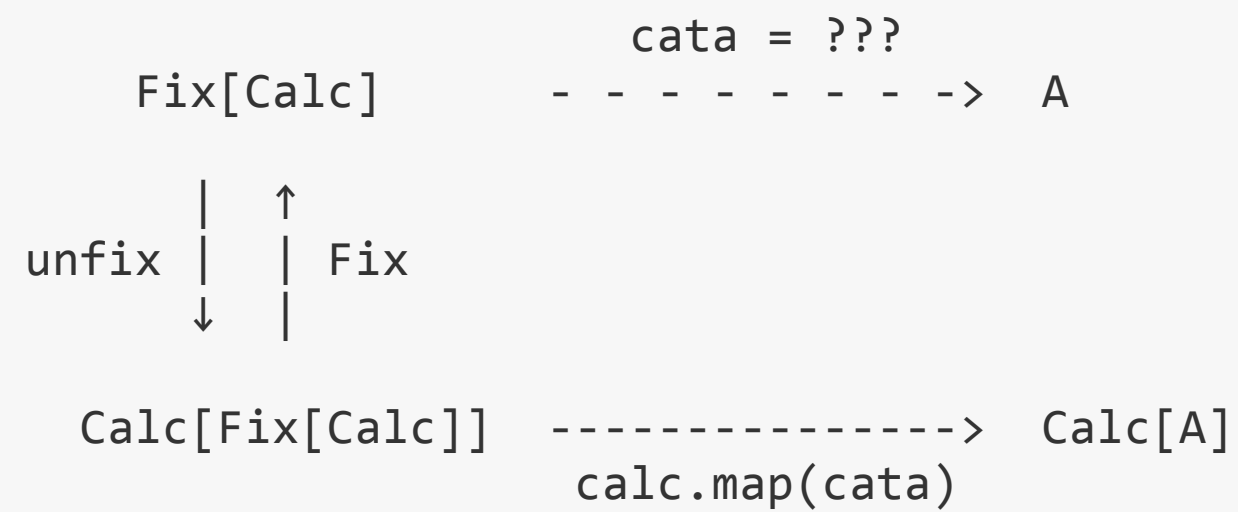 cata = ???
Fix[Calc] - - - - - - - -> A
| ↑
unfix | | Fix
↓ |
Calc[Fix[Calc]] ---------------> Calc[A]
calc.map(cata)